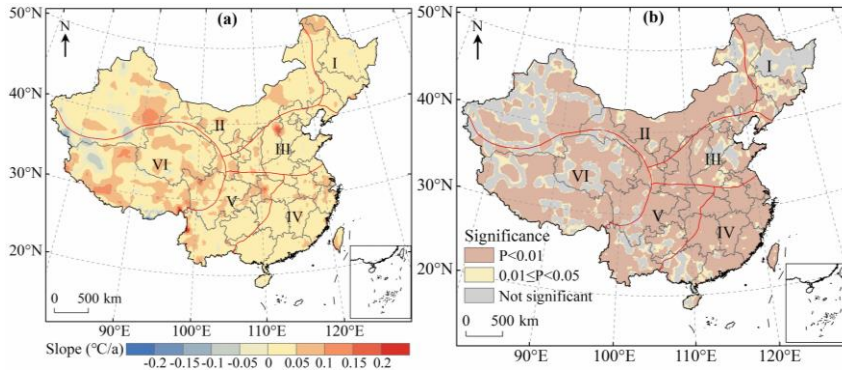 (a)
50°N
40°N
30°N
20°N
N
I
II
III
VI
V
IV
0 500 km
90°E 100°E 110°E 120°E
Slope (°C/a)
-0.2 -0.15 -0.1 -0.05 0 0.05 0.1 0.15 0.2
(b)
50°N
40°N
30°N
20°N
N
I
II
III
VI
V
IV
Significance
P<0.01
0.01≤P<0.05
Not significant
0 500 km
90°E 100°E 110°E 120°E